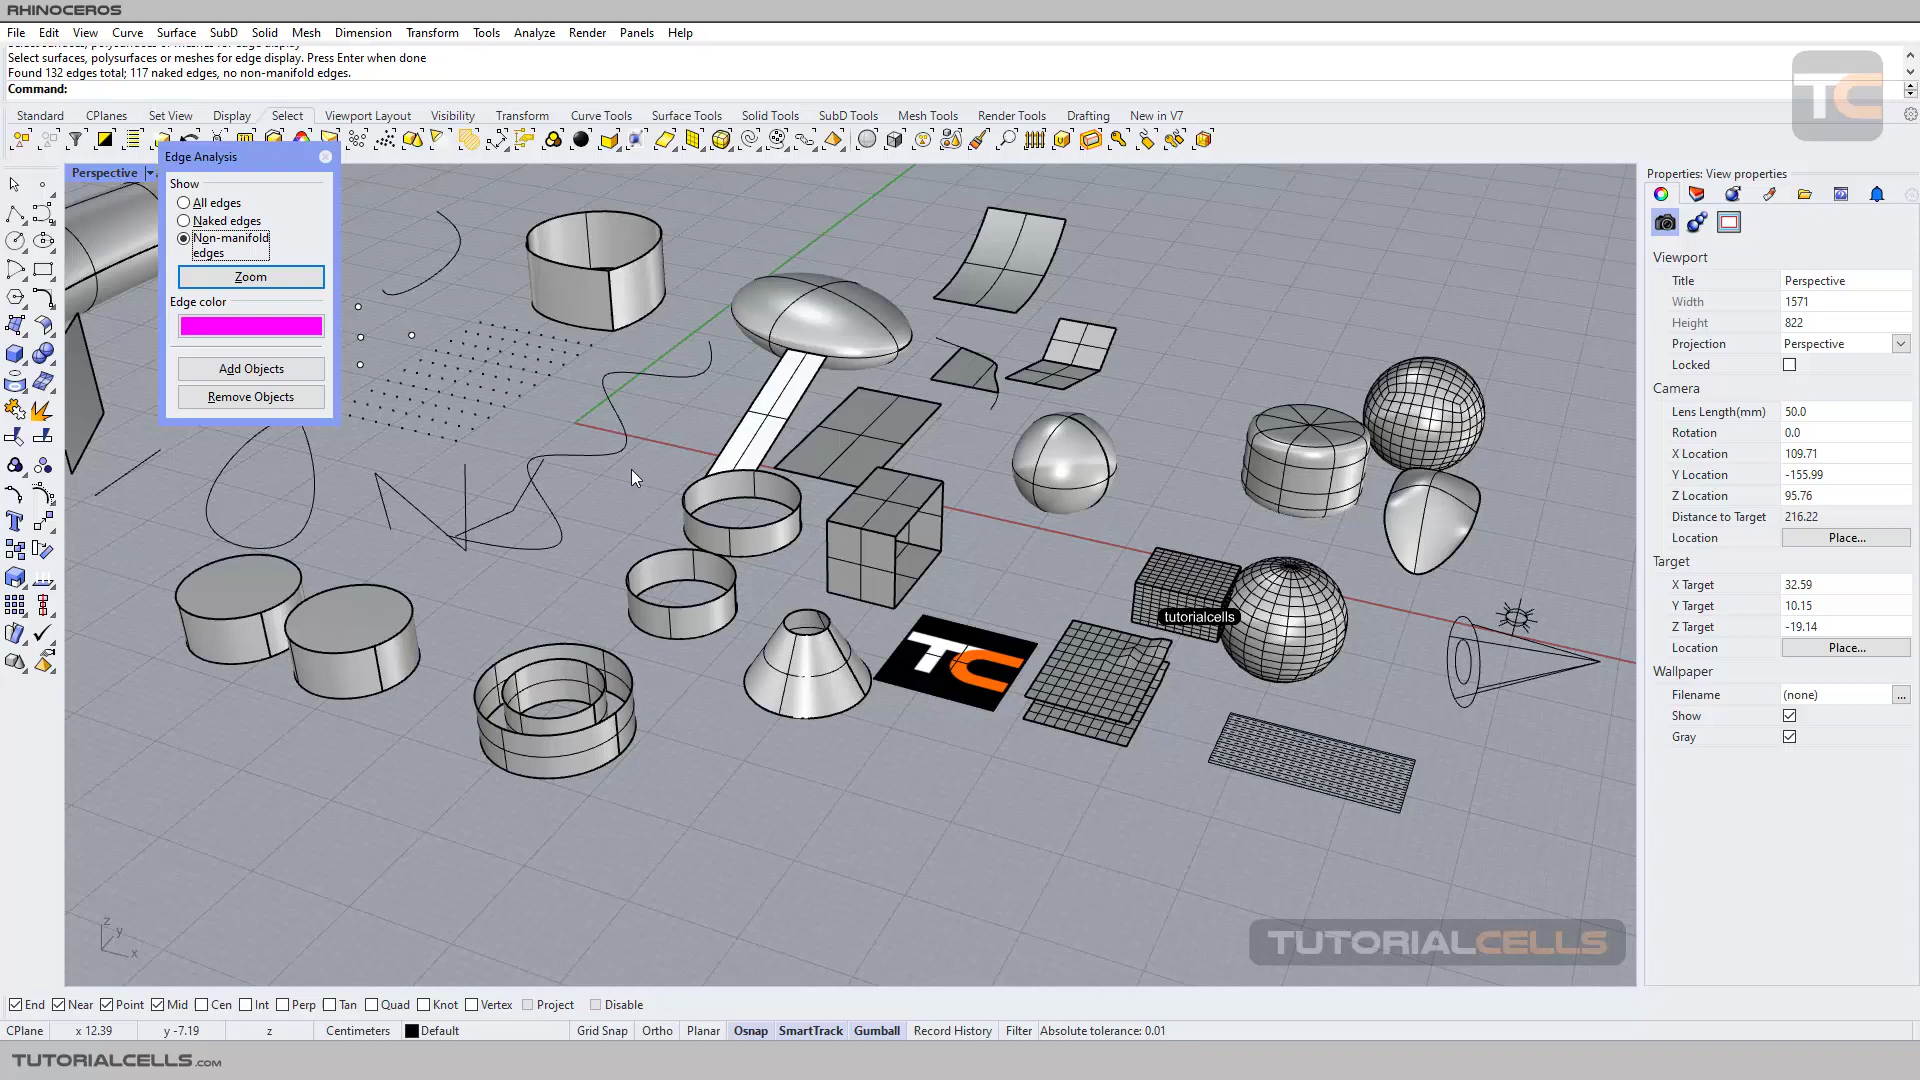 RHINOCEROS
File Edit View Curve Surface SubD Solid Mesh Dimension Transform Tools Analyze Render Panels Help
Select surfaces, polysurfaces or meshes for edge display. Press Enter when done
Found 132 edges total; 117 naked edges, no non-manifold edges.
Command:
TC
Standard CPlanes Set View Display Select Viewport Layout Visibility Transform Curve Tools Surface Tools Solid Tools SubD Tools Mesh Tools Render Tools Drafting New in V7
Perspective
Edge Analysis
Show
All edges
Naked edges
Non-manifold
edges
Zoom
Edge color
Add Objects
Remove Objects
tutorialcells
TC
z
y
x
TUTORIALCELLS
Properties: View properties
Viewport
Title Perspective
Width 1571
Height 822
Projection Perspective
Locked
Camera
Lens Length(mm) 50.0
Rotation 0.0
X Location 109.71
Y Location -155.99
Z Location 95.76
Distance to Target 216.22
Location Place...
Target
X Target 32.59
Y Target 10.15
Z Target -19.14
Location Place...
Wallpaper
Filename (none) ...
Show
Gray
End Near Point Mid Cen Int Perp Tan Quad Knot Vertex Project Disable
CPlane x 12.39 y -7.19 z Centimeters Default Grid Snap Ortho Planar Osnap SmartTrack Gumball Record History Filter Absolute tolerance: 0.01
TUTORIALCELLS.COM